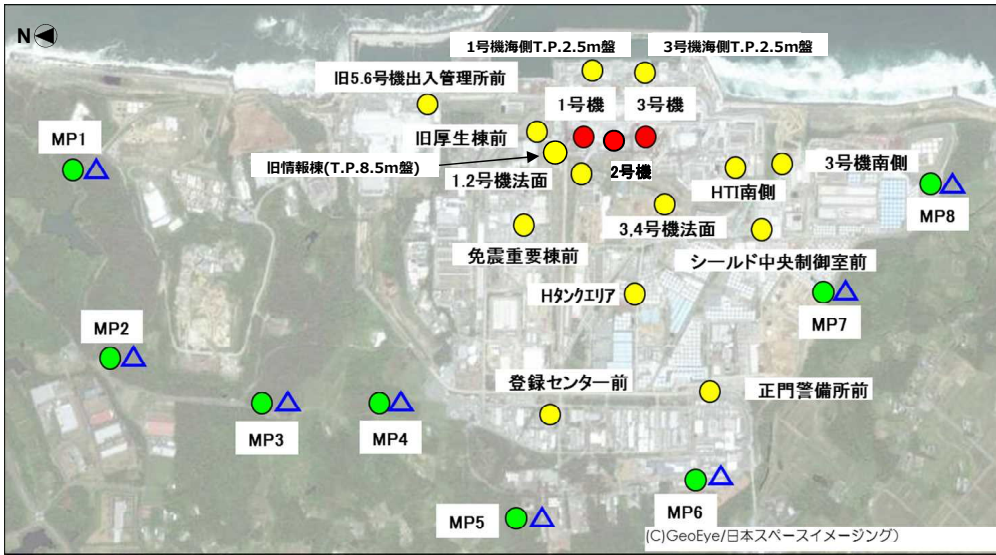 N
1号機海側T.P.2.5m盤
3号機海側T.P.2.5m盤
旧5.6号機出入管理所前
1号機
3号機
MP1
旧厚生棟前
旧情報棟(T.P.8.5m盤)
1.2号機法面
2号機
3号機南側
HTI南側
MP8
3,4号機法面
免震重要棟前
シールド中央制御室前
Hタンクエリア
MP7
MP2
登録センター前
正門警備所前
MP3
MP4
MP5
MP6
(C)GeoEye/日本スペースイメージング)